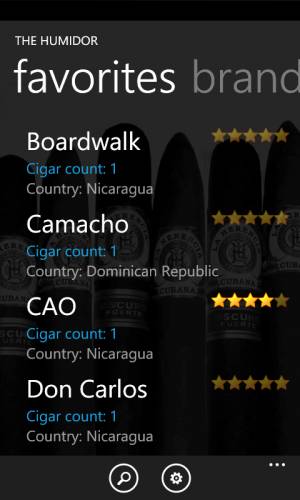 THE HUMIDOR
favorites brand
Boardwalk
Cigar count: 1
Country: Nicaragua
Camacho
Cigar count: 1
Country: Dominican Republic
CAO
Cigar count: 1
Country: Nicaragua
Don Carlos
Cigar count: 1
Country: Nicaragua